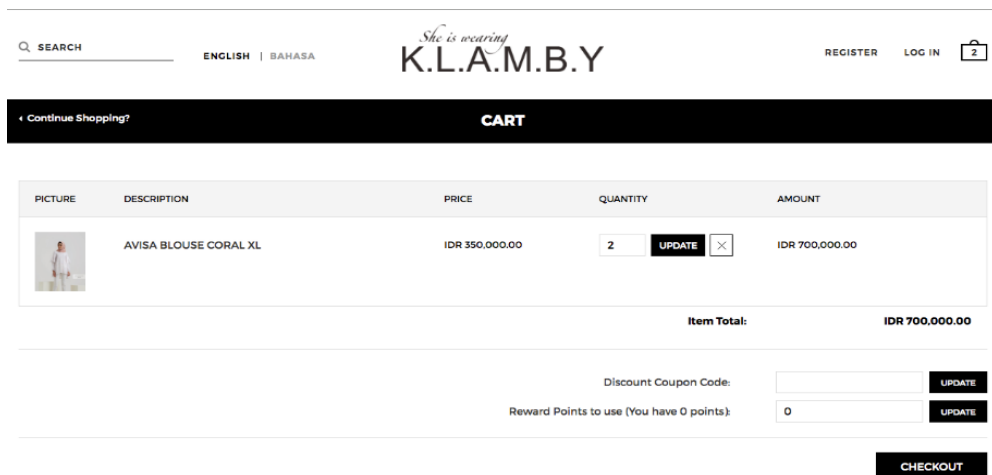 SEARCH
ENGLISH | BAHASA
She is wearing
K.L.A.M.B.Y
REGISTER LOG IN 2
Continue Shopping?
CART
PICTURE DESCRIPTION PRICE QUANTITY AMOUNT
AVISA BLOUSE CORAL XL IDR 350,000.00 2 UPDATE IDR 700,000.00
Item Total: IDR 700,000.00
Discount Coupon Code: UPDATE
Reward Points to use (You have 0 points): 0 UPDATE
CHECKOUT